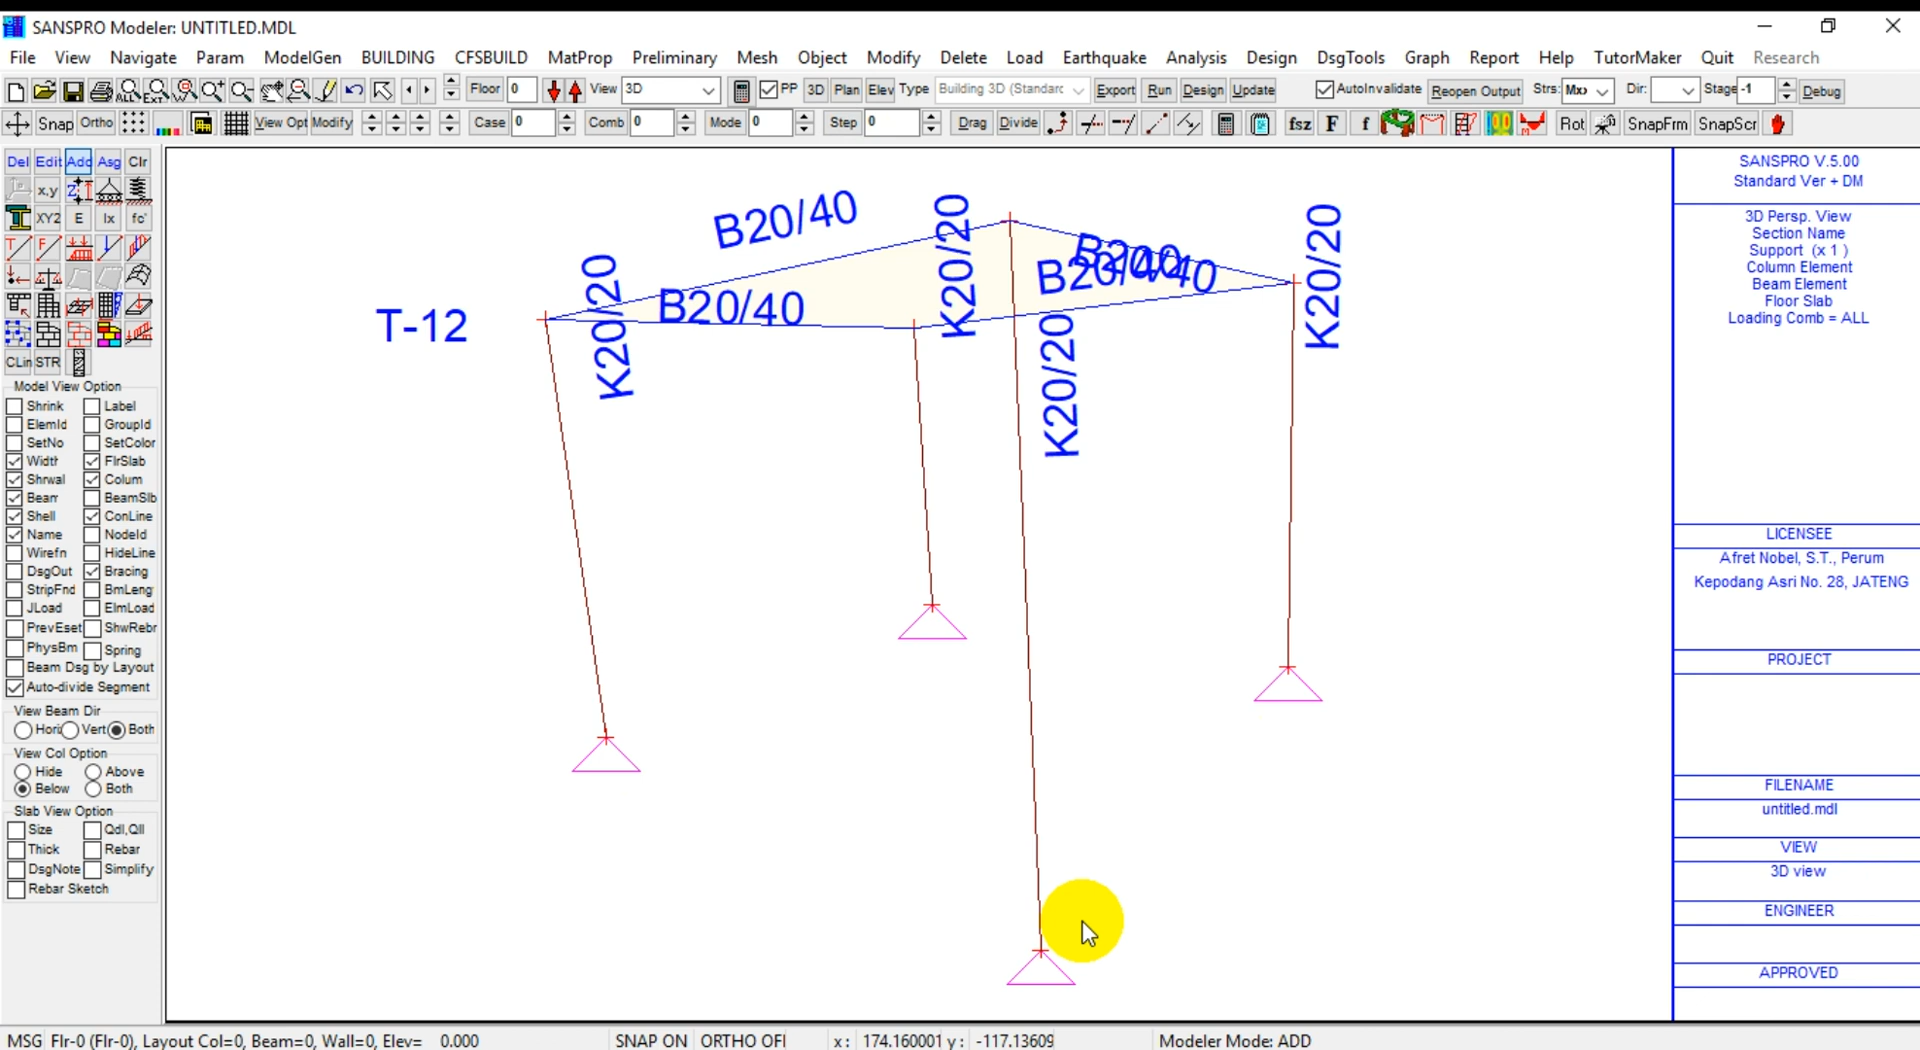 SANSPRO Modeler: UNTITLED.MDL
File View Navigate Param ModelGen BUILDING CFSBUILD MatProp Preliminary Mesh Object Modify Delete Load Earthquake Analysis Design DsgTools Graph Report Help TutorMaker Quit Research
ALL EXT Floor 0 View 3D PP 3D Plan Elev Type Building 3D (Standarc Export Run Design Update AutoInvalidate Reopen Output Strs: Mxx Dir: Stage -1 Debug
Snap Ortho View Opt Modify Case 0 Comb 0 Mode 0 Step 0 Drag Divide fsz F f Rot SnapFrm SnapScr
Del Edit Add Asg Clr
x,y Z
XY2 E Ix fc'
T F
CLin STR
Model View Option
Shrink Label
ElemId GroupId
SetNo SetColor
Width FlrSlab
Shrwal Colum
Beam BeamSlb
Shell ConLine
Name NodeId
Wirefn HideLine
DsgOut Bracing
StripFnd BmLeng
JLoad ElmLoad
PrevEset ShwRebr
PhysBm Spring
Beam Dsg by Layout
Auto-divide Segment
View Beam Dir
Hori Vert Both
View Col Option
Hide Above
Below Both
Slab View Option
Size Qdl,Qll
Thick Rebar
DsgNote Simplify
Rebar Sketch
T-12
K20/20
B20/40
B20/40
K20/20
K20/20
B20/40
K20/20
SANSPRO V.5.00
Standard Ver + DM
3D Persp. View
Section Name
Support (x 1 )
Column Element
Beam Element
Floor Slab
Loading Comb = ALL
LICENSEE
Afret Nobel, S.T., Perum
Kepodang Asri No. 28, JATENG
PROJECT
FILENAME
untitled.mdl
VIEW
3D view
ENGINEER
APPROVED
MSG Flr-0 (Flr-0), Layout Col=0, Beam=0, Wall=0, Elev= 0.000 SNAP ON ORTHO OFI x: 174.160001 y: -117.13609 Modeler Mode: ADD